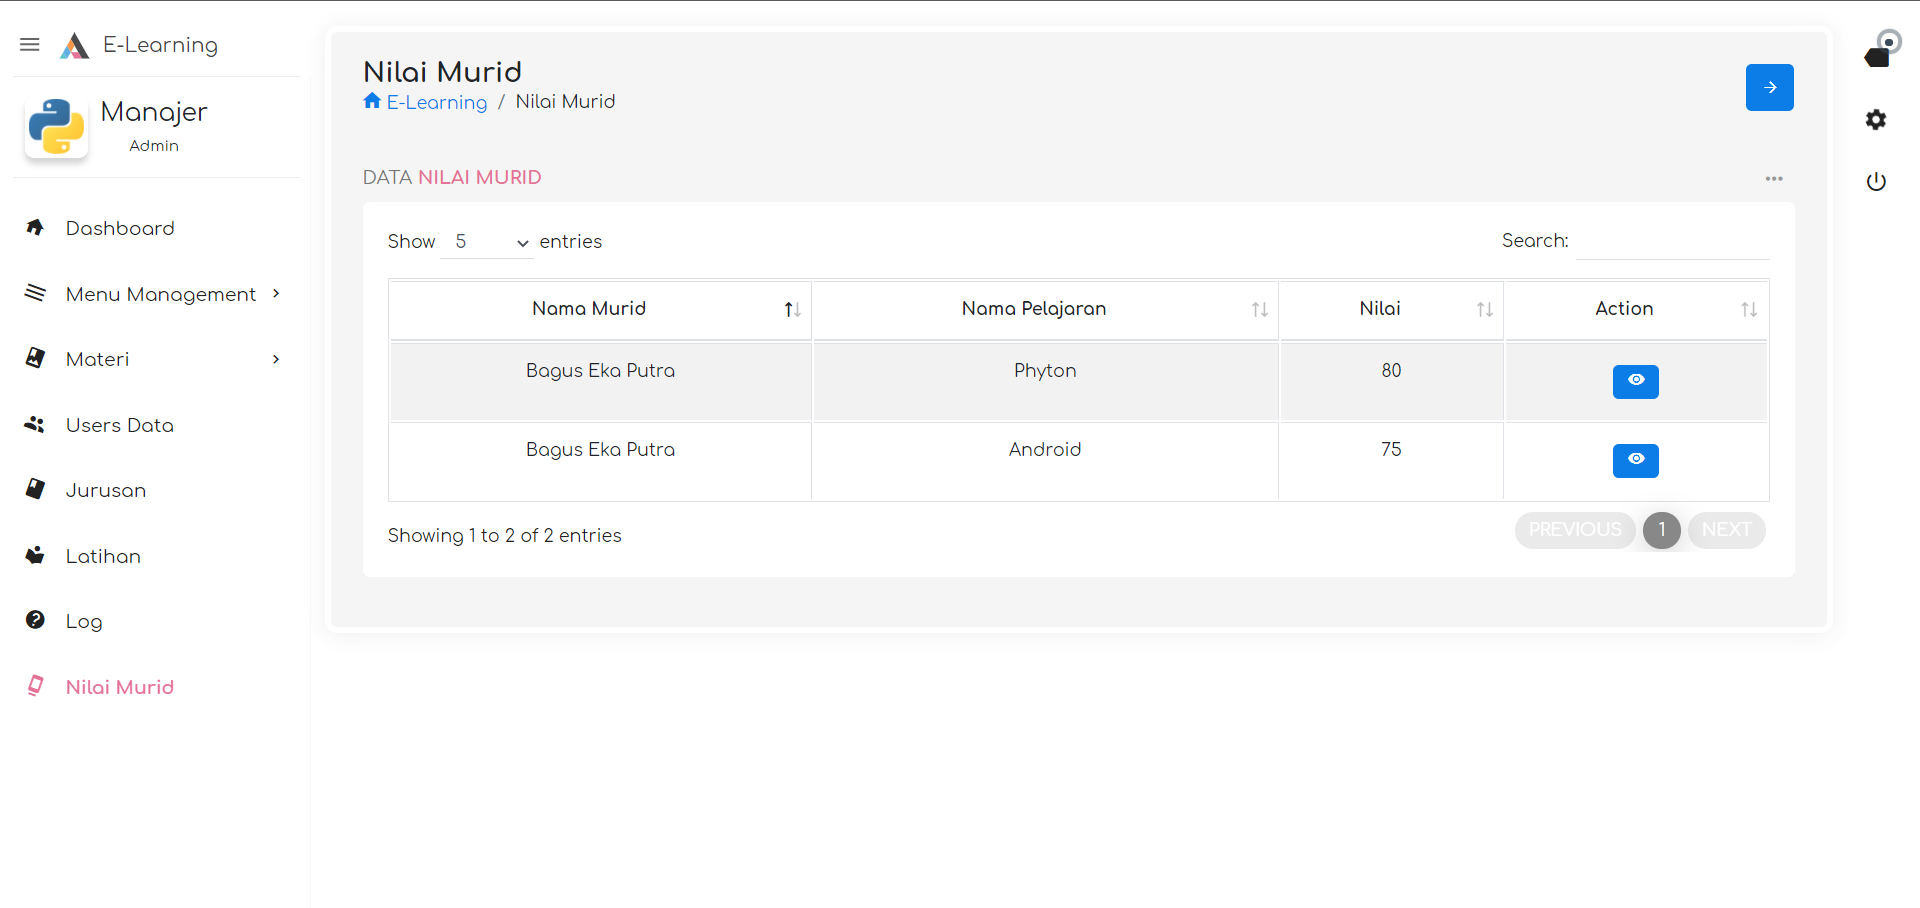 E-Learning
Manajer
Admin
Dashboard
Menu Management
Materi
Users Data
Jurusan
Latihan
Log
Nilai Murid
Nilai Murid
E-Learning / Nilai Murid
DATA NILAI MURID
Show 5 entries
Search:
Nama Murid Nama Pelajaran Nilai Action
Bagus Eka Putra Phyton 80
Bagus Eka Putra Android 75
Showing 1 to 2 of 2 entries
PREVIOUS 1 NEXT